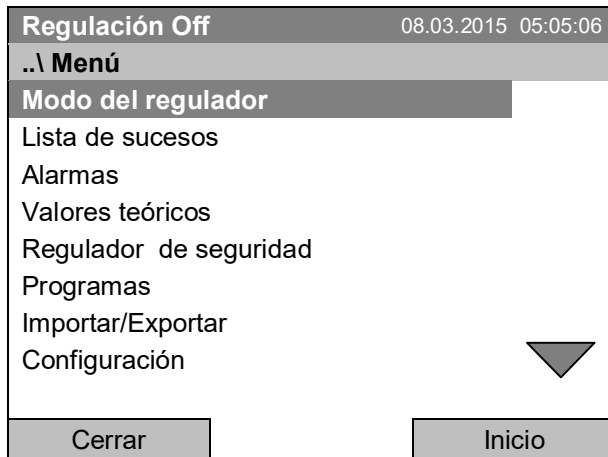 Regulación Off 08.03.2015 05:05:06
..\ Menú
Modo del regulador
Lista de sucesos
Alarmas
Valores teóricos
Regulador de seguridad
Programas
Importar/Exportar
Configuración
Cerrar Inicio